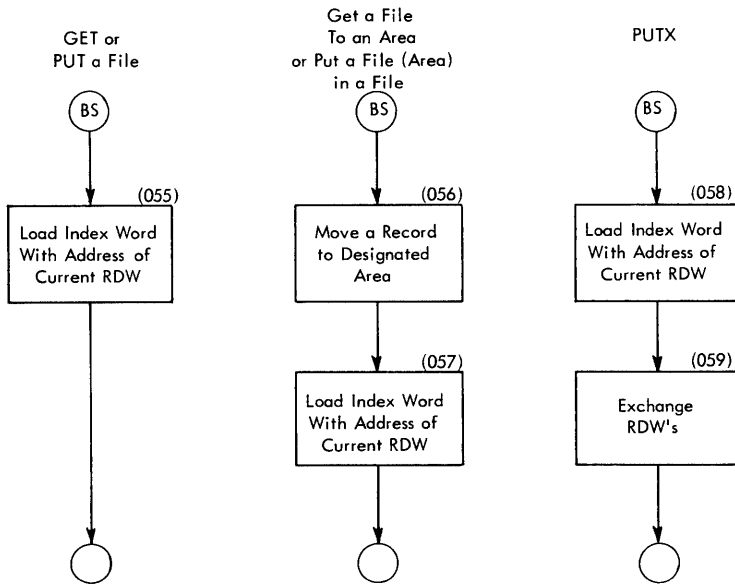 GET or
PUT a File
BS
(055)
Load Index Word
With Address of
Current RDW
Get a File
To an Area
or Put a File (Area)
in a File
BS
(056)
Move a Record
to Designated
Area
(057)
Load Index Word
With Address of
Current RDW
PUTX
BS
(058)
Load Index Word
With Address of
Current RDW
(059)
Exchange
RDW's